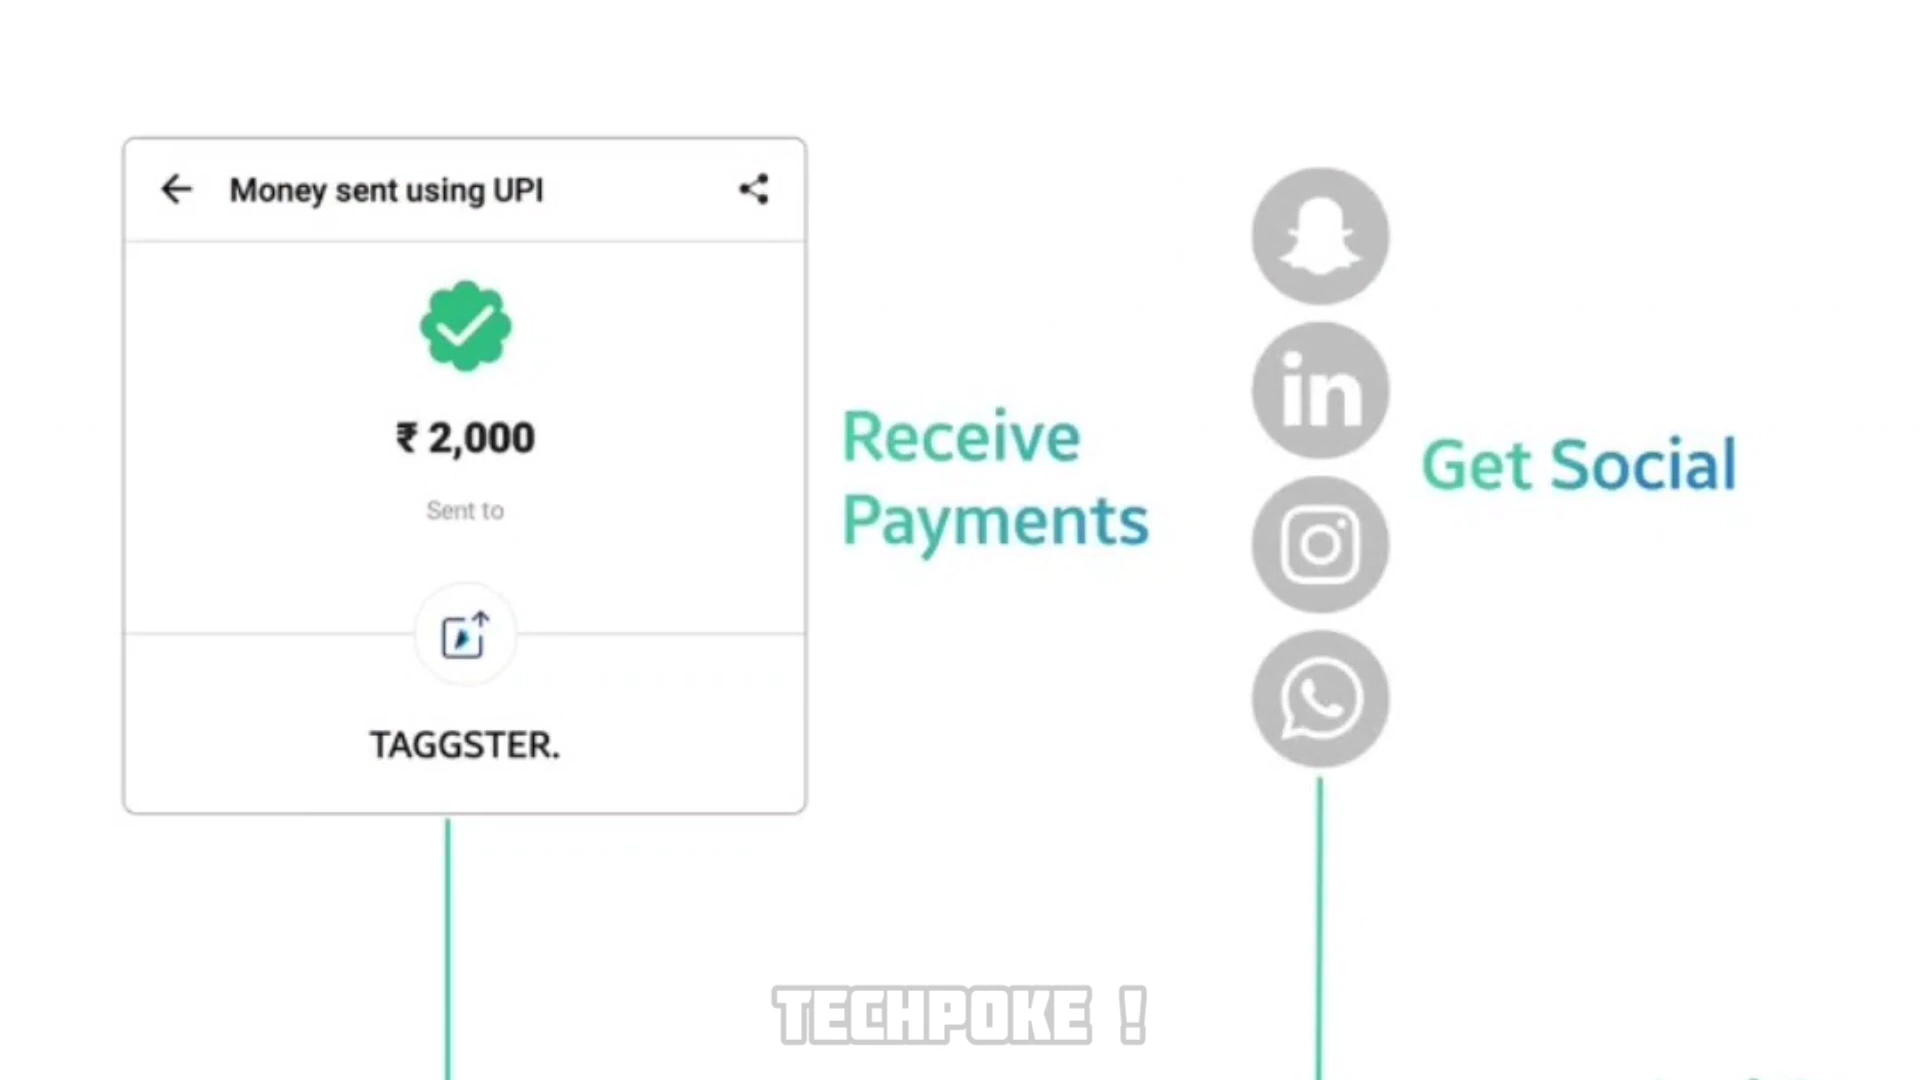 Money sent using UPI
₹ 2,000
Sent to
TAGGSTER.
Receive
Payments
in
Get Social
TECHPOKE !